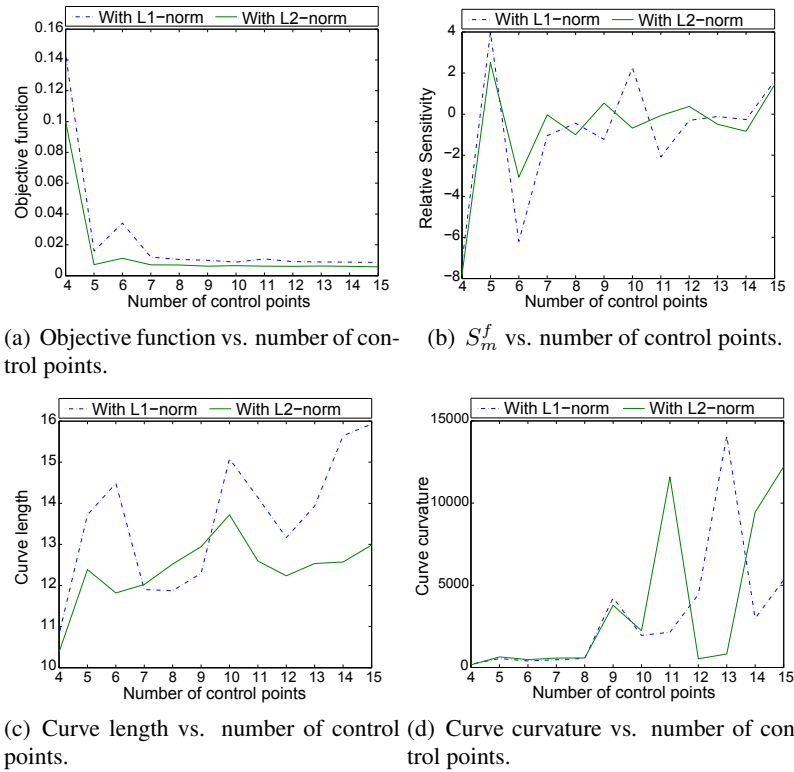 With L1−norm With L2−norm
0.16
0.14
0.12
0.1
0.08
0.06
0.04
0.02
0
Objective function
4 5 6 7 8 9 10 11 12 13 14 15
Number of control points
(a) Objective function vs. number of con-
trol points.
With L1−norm With L2−norm
4
2
0
−2
−4
−6
−8
Relative Sensitivity
4 5 6 7 8 9 10 11 12 13 14 15
Number of control points
(b) S_m^f vs. number of control points.
With L1−norm With L2−norm
16
15
14
13
12
11
10
Curve length
4 5 6 7 8 9 10 11 12 13 14 15
Number of control points
(c) Curve length vs. number of control
points.
With L1−norm With L2−norm
15000
10000
5000
0
Curve curvature
4 5 6 7 8 9 10 11 12 13 14 15
Number of control points
(d) Curve curvature vs. number of con
trol points.